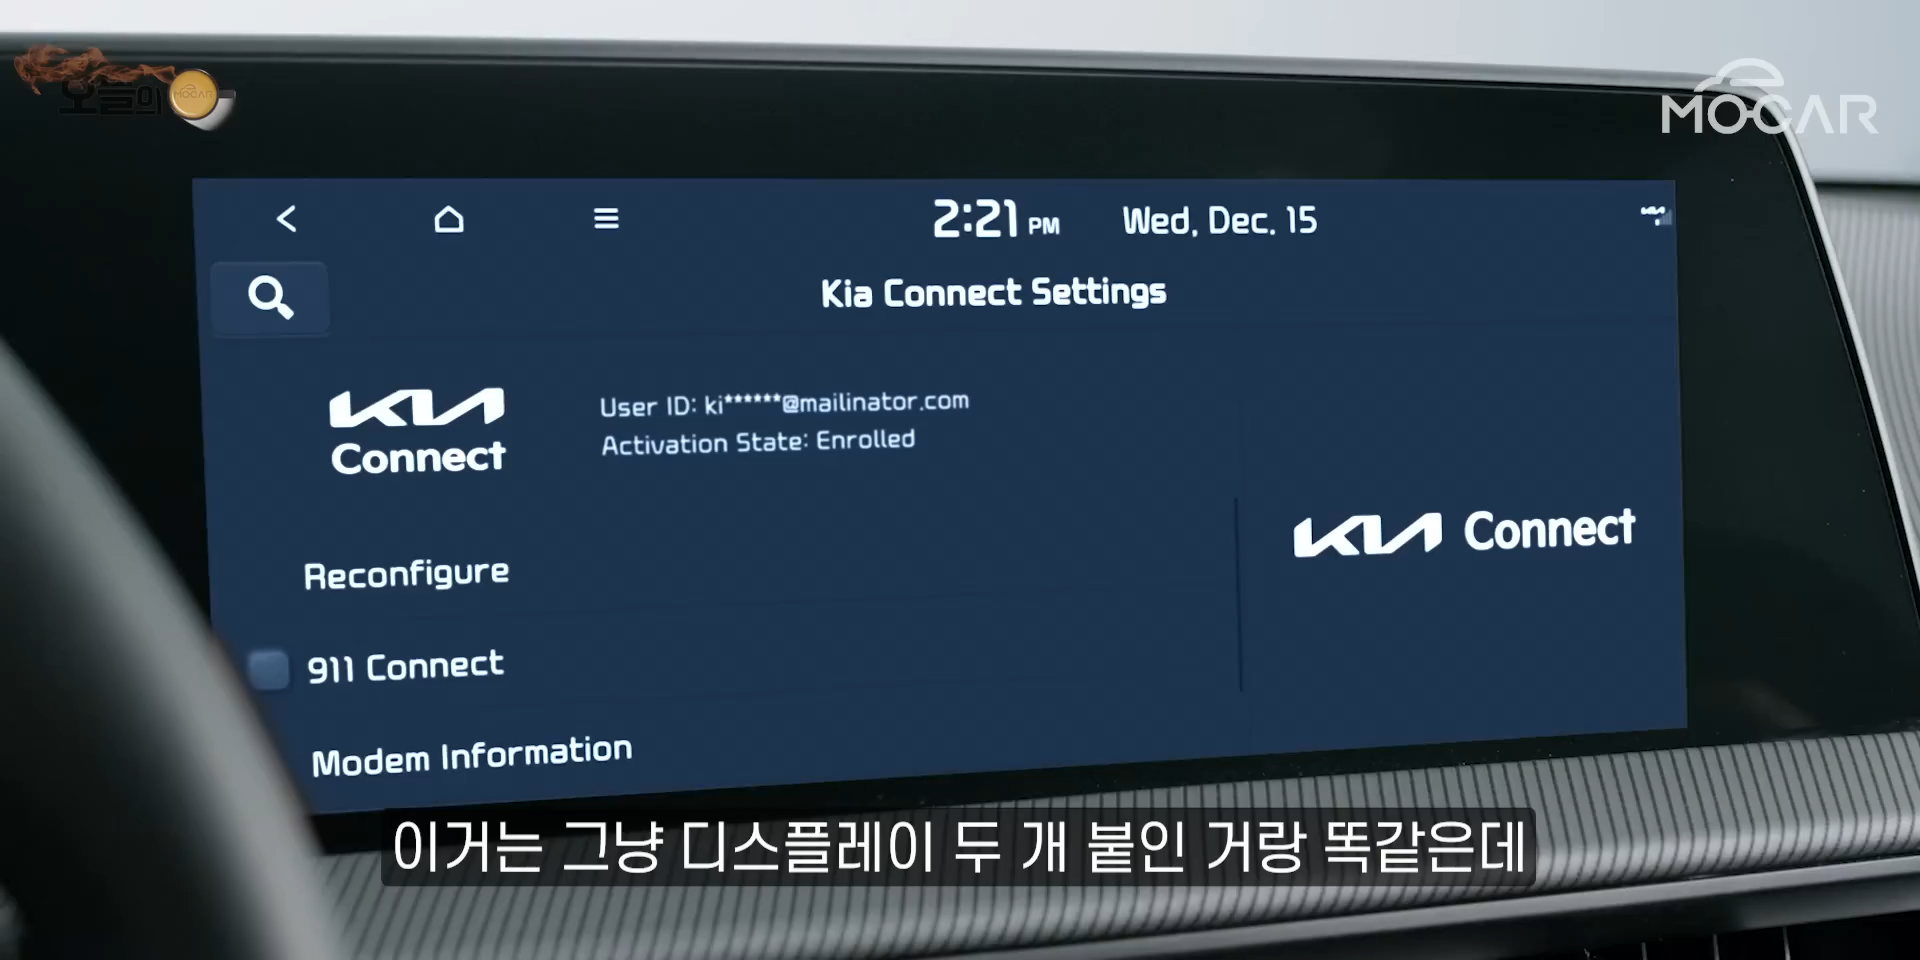 오늘의
MOCAR
MOCAR
2:21 PM Wed, Dec. 15
Kia Connect Settings
KIA
Connect
User ID: ki******@mailinator.com
Activation State: Enrolled
KIA Connect
Reconfigure
911 Connect
Modem Information
이거는 그냥 디스플레이 두 개 붙인 거랑 똑같은데